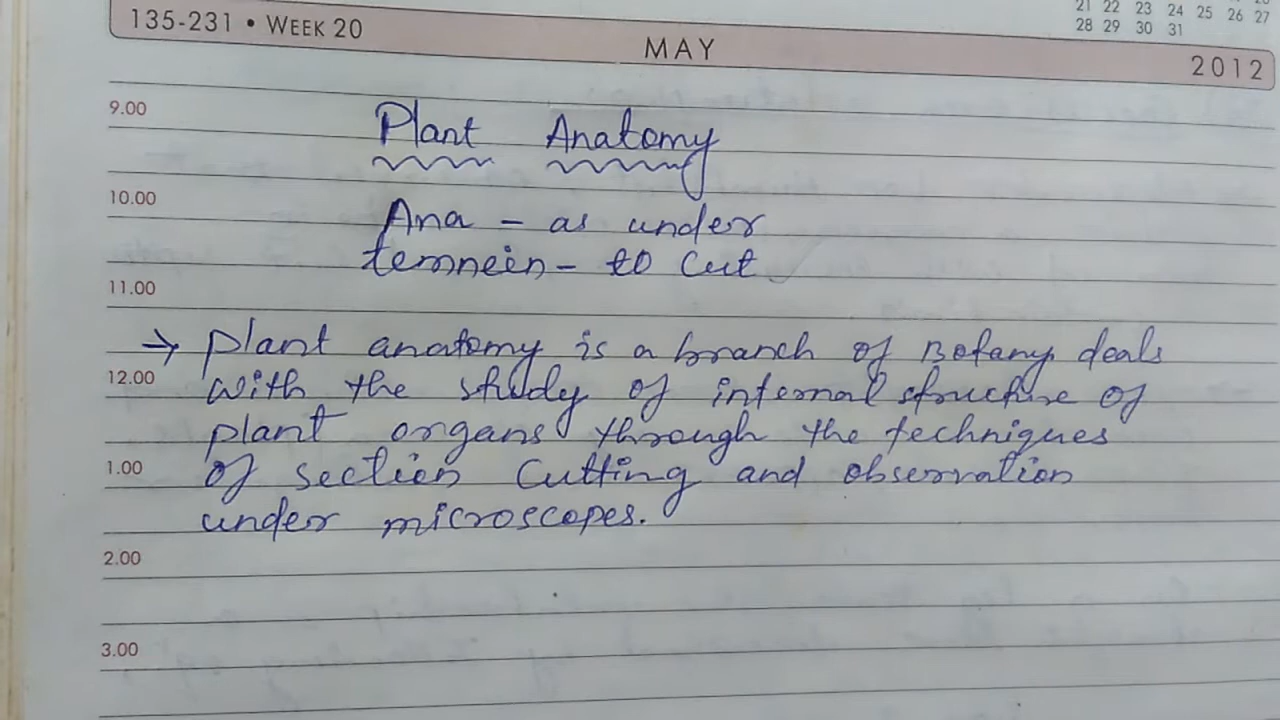 21 22 23 24 25 26 27
28 29 30 31
135-231 • WEEK 20
MAY
2012
9.00
Plant Anatomy
10.00
Ana - as under
temnein - to cut
11.00
→ Plant anatomy is a branch of Botany deals
12.00
with the study of internal structure of
plant organs through the techniques
1.00
of section cutting and observation
under microscopes.
2.00
3.00